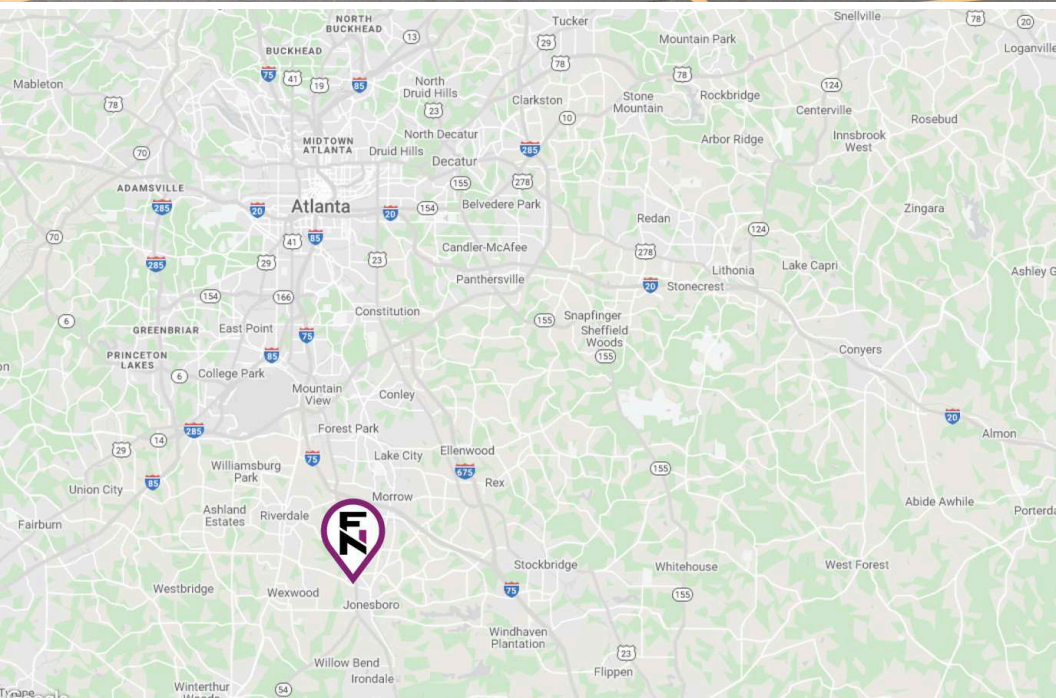 NORTH
BUCKHEAD
Tucker
Snellville
78
20
13
29
Mountain Park
Loganville
BUCKHEAD
75
41
19
85
78
78
Mableton
North
Druid Hills
124
78
23
Clarkston
Stone
Mountain
Rockbridge
Centerville
10
Rosebud
North Decatur
Innsbrook
West
MIDTOWN
ATLANTA
Druid Hills
285
Arbor Ridge
70
Decatur
ADAMSVILLE
155
278
285
20
Atlanta
20
154
Belvedere Park
Zingara
Redan
124
70
41
85
Candler-McAfee
278
285
29
23
Lithonia
Lake Capri
Ashley G
Panthersville
20
Stonecrest
154
166
Constitution
6
155
Snapfinger
GREENBRIAR
East Point
75
Sheffield
Woods
PRINCETON
LAKES
85
155
Conyers
6
College Park
Mountain
View
Conley
285
Forest Park
20
Almon
14
29
Ellenwood
75
Lake City
Williamsburg
Park
675
155
85
Rex
Union City
Morrow
Abide Awhile
Porterda
Ashland
Estates
Riverdale
Fairburn
FN
Stockbridge
Whitehouse
West Forest
Westbridge
Wexwood
75
155
Jonesboro
Windhaven
Plantation
23
Willow Bend
Flippen
Irondale
Winterthur
54